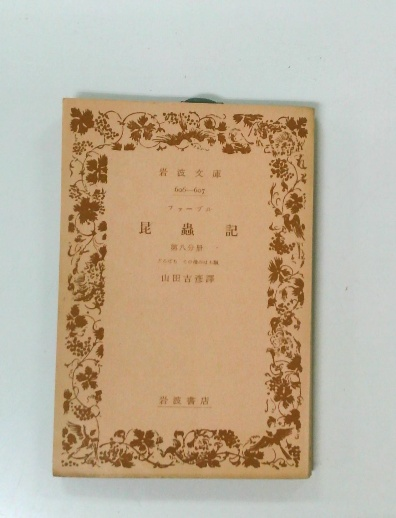 岩波文庫
606—607
フアーブル
昆蟲記
第八分冊
山田吉彦譯
岩波書店